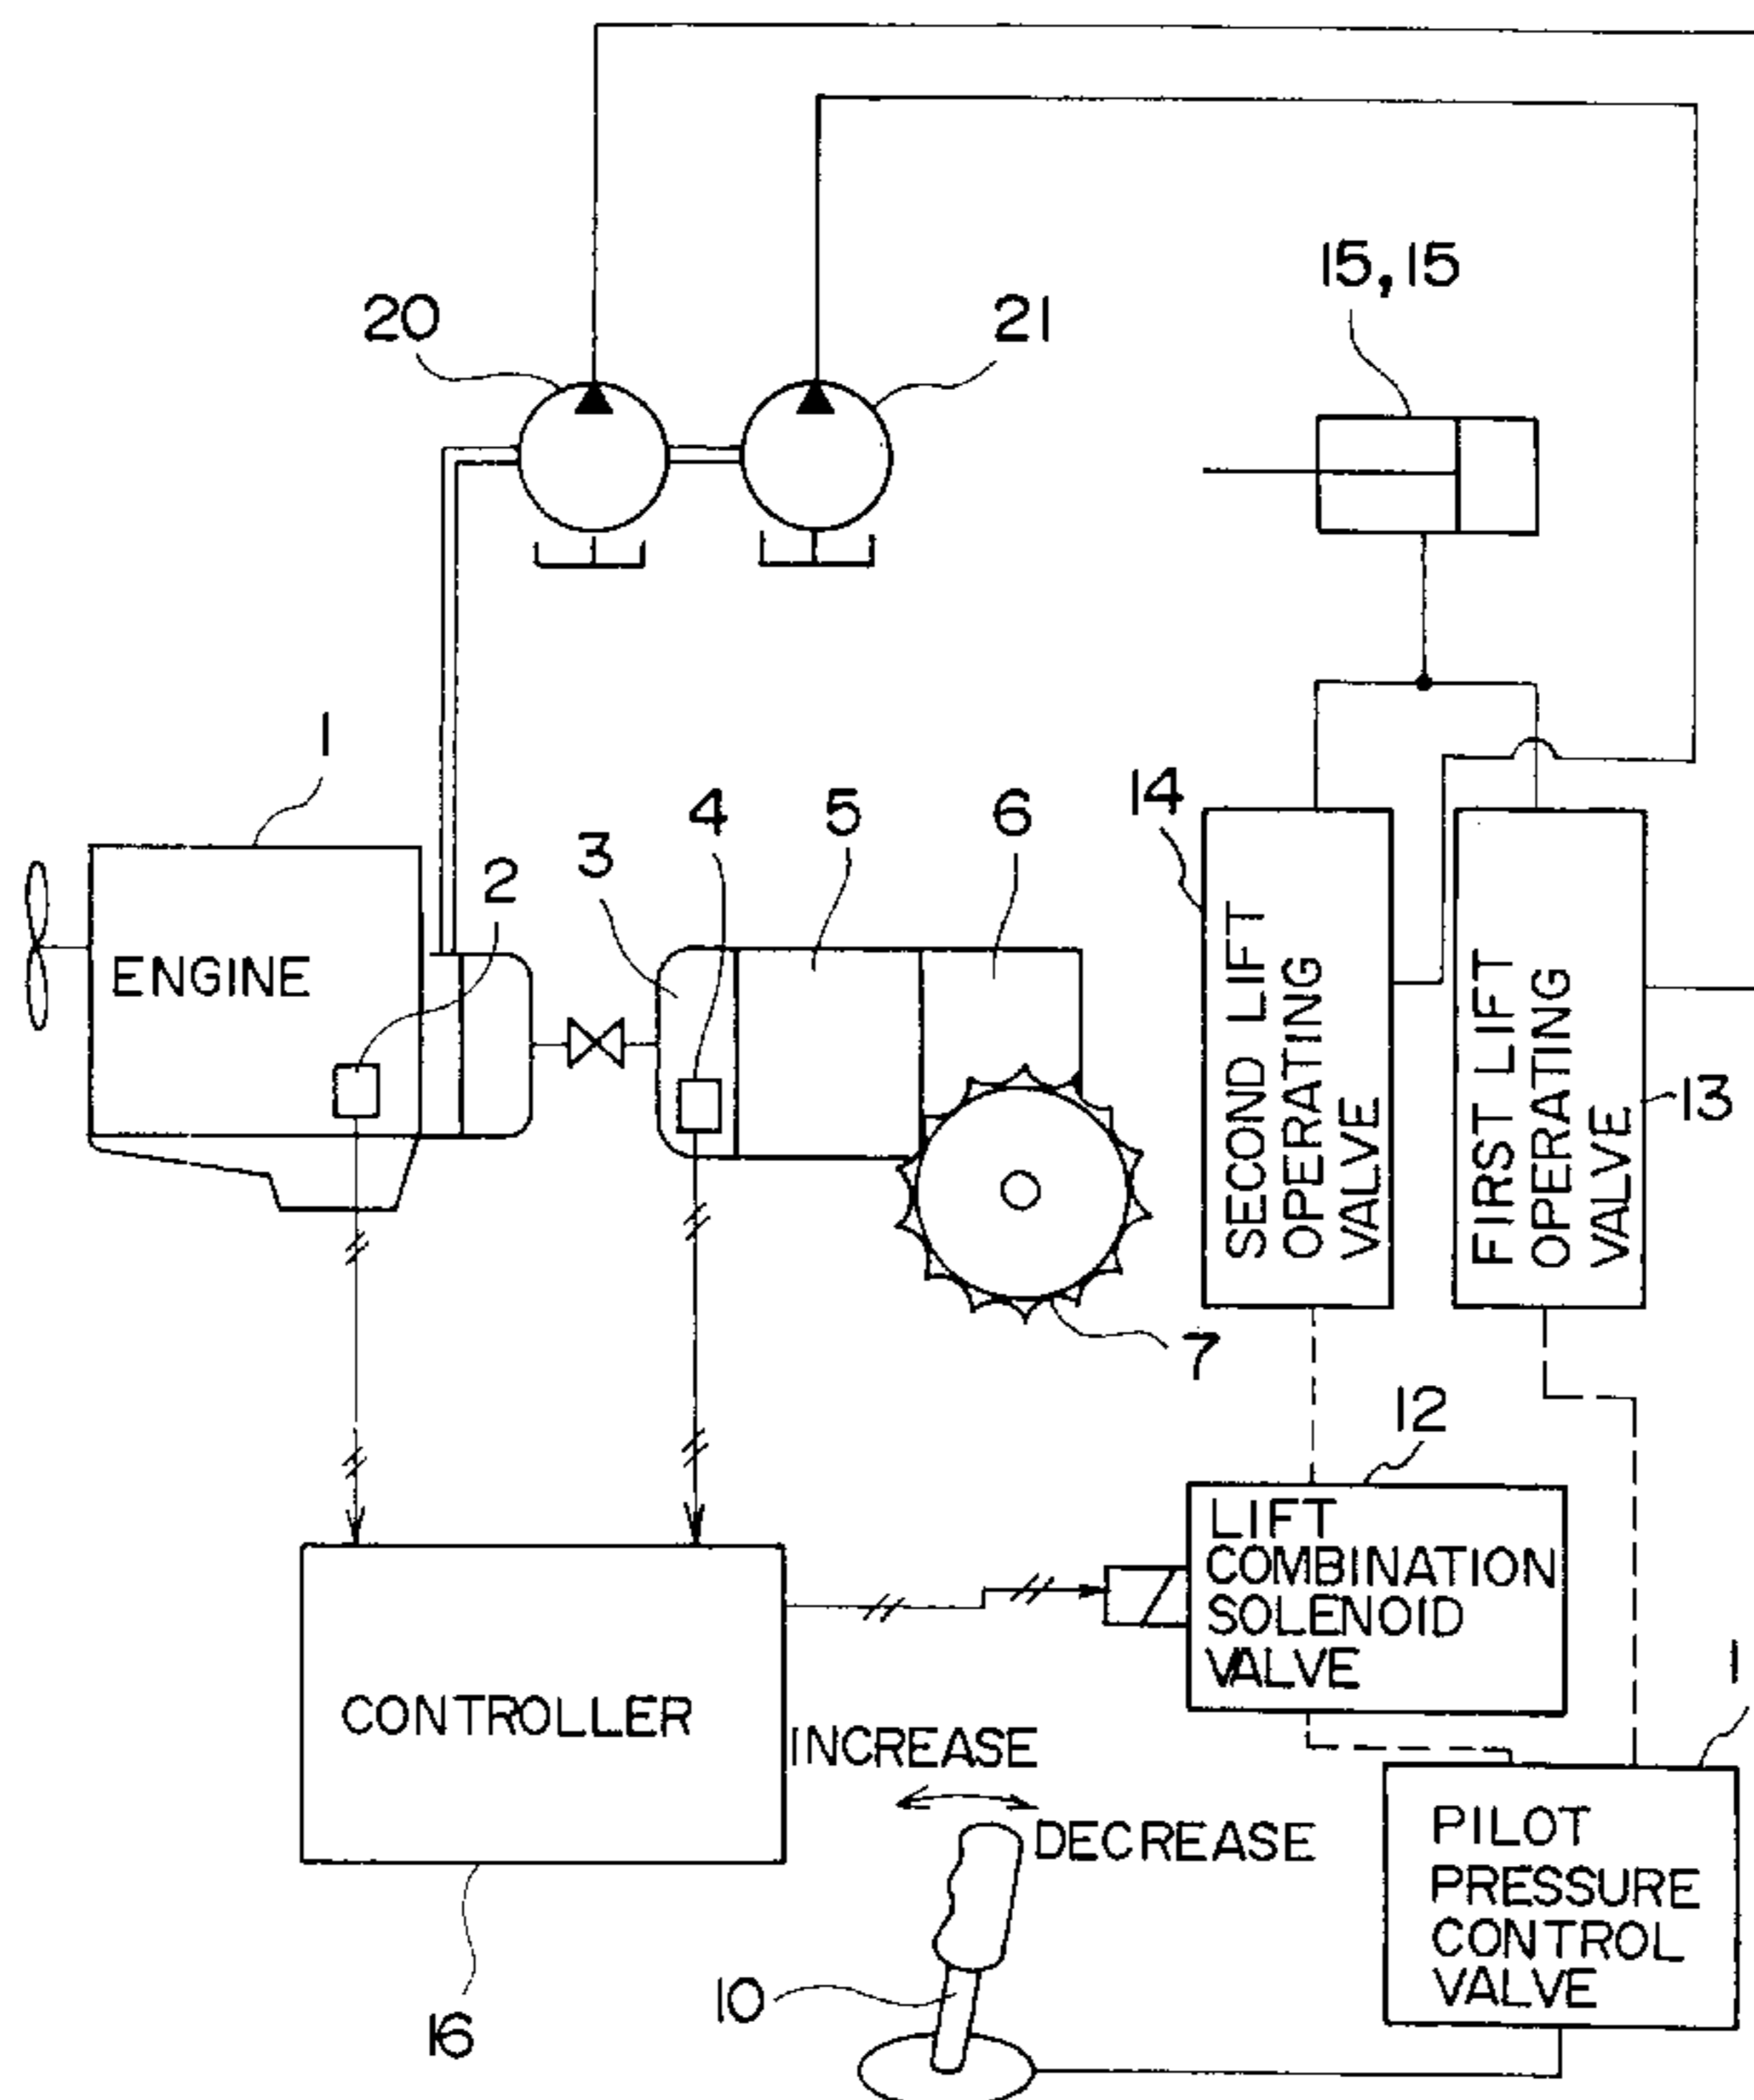 15,15
20
21
1
14
4
5
6
3
2
ENGINE
SECOND LIFT
OPERATING
VALVE
FIRST LIFT
OPERATING
VALVE
13
7
12
LIFT
COMBINATION
SOLENOID
VALVE
1
CONTROLLER
INCREASE
DECREASE
PILOT
PRESSURE
CONTROL
VALVE
10
16